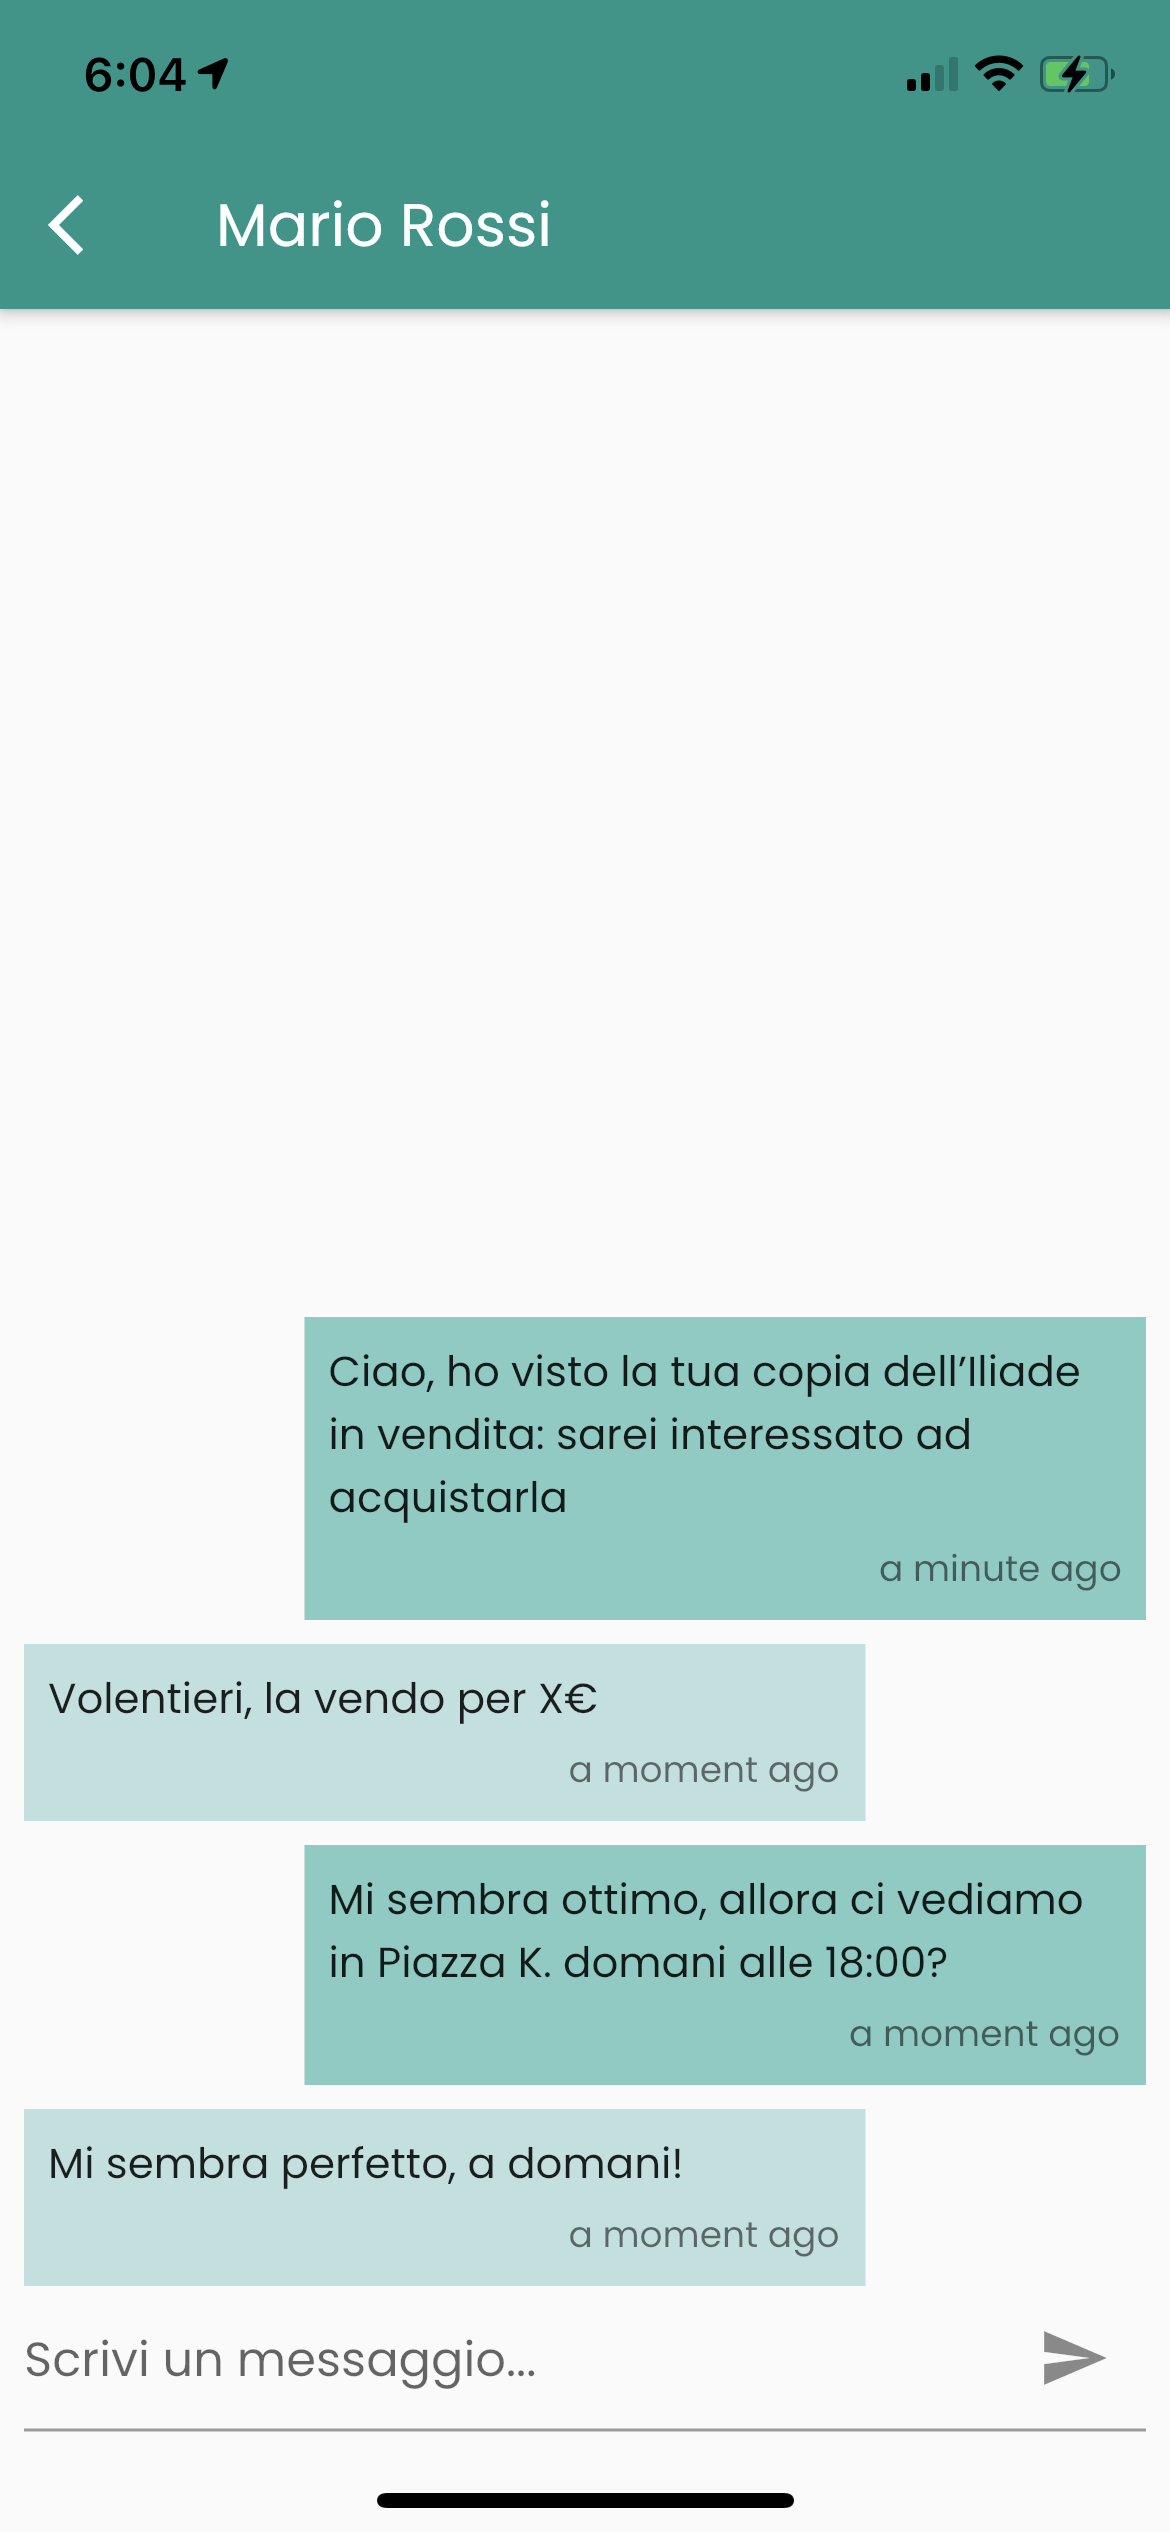 6:04
Mario Rossi
Ciao, ho visto la tua copia dell’Iliade
in vendita: sarei interessato ad
acquistarla
a minute ago
Volentieri, la vendo per X€
a moment ago
Mi sembra ottimo, allora ci vediamo
in Piazza K. domani alle 18:00?
a moment ago
Mi sembra perfetto, a domani!
a moment ago
Scrivi un messaggio...